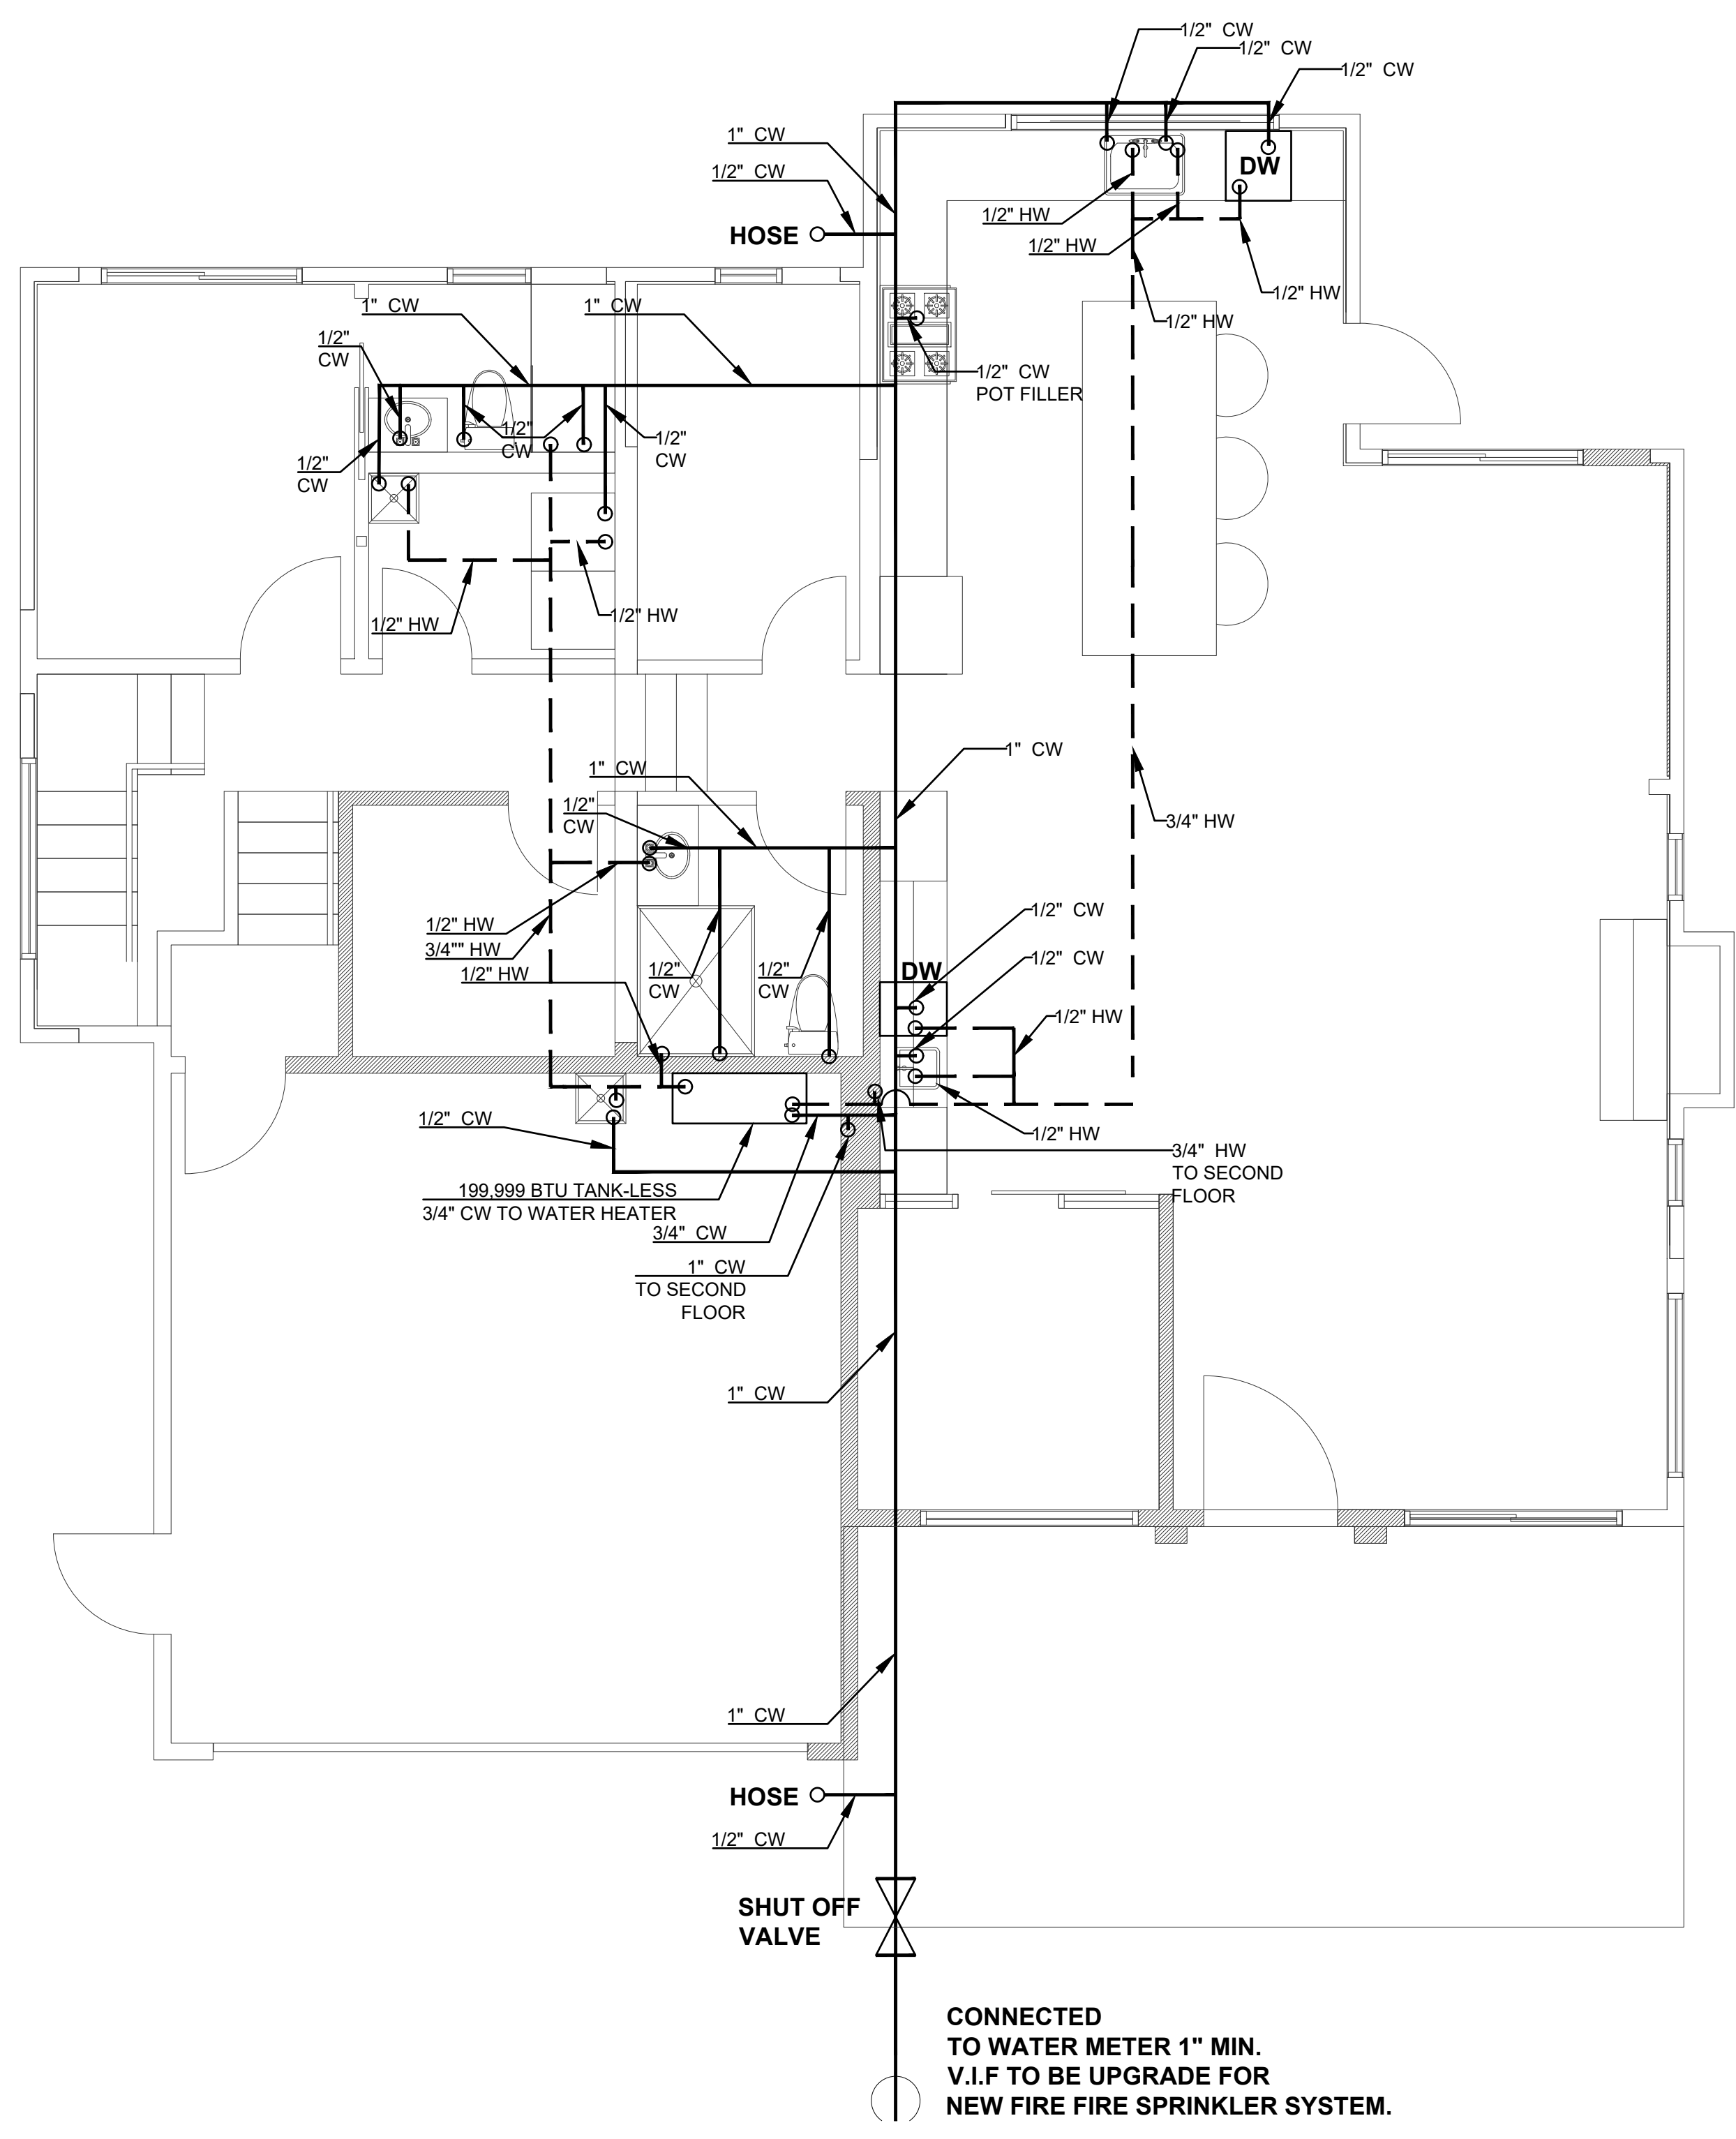 1/2" CW
1/2" CW
1/2" CW
1" CW
1/2" CW
DW
HOSE
1/2" HW
1/2" HW
1/2" HW
1/2" HW
1" CW
1" CW
1/2"
CW
1/2" CW
POT FILLER
1/2"
CW
1/2"
CW
1/2"
CW
1/2" HW
1/2" HW
1" CW
1" CW
1/2"
CW
3/4" HW
1/2" CW
1/2" HW
3/4"" HW
1/2" CW
1/2" HW
1/2"
CW
1/2"
CW
DW
1/2" HW
1/2" CW
1/2" HW
3/4" HW
TO SECOND
FLOOR
199,999 BTU TANK-LESS
3/4" CW TO WATER HEATER
3/4" CW
1" CW
TO SECOND
FLOOR
1" CW
1" CW
HOSE
1/2" CW
SHUT OFF
VALVE
CONNECTED
TO WATER METER 1" MIN.
V.I.F TO BE UPGRADE FOR
NEW FIRE FIRE SPRINKLER SYSTEM.